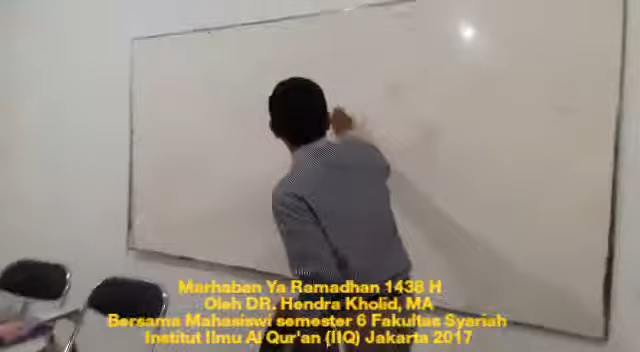 Marhaban Ya Ramadhan 1438 H
Oleh DR. Hendra Kholid, MA
Bersama Mahasiswi semester 6 Fakultas Syariah
Institut Ilmu Al Qur'an (IIQ) Jakarta 2017